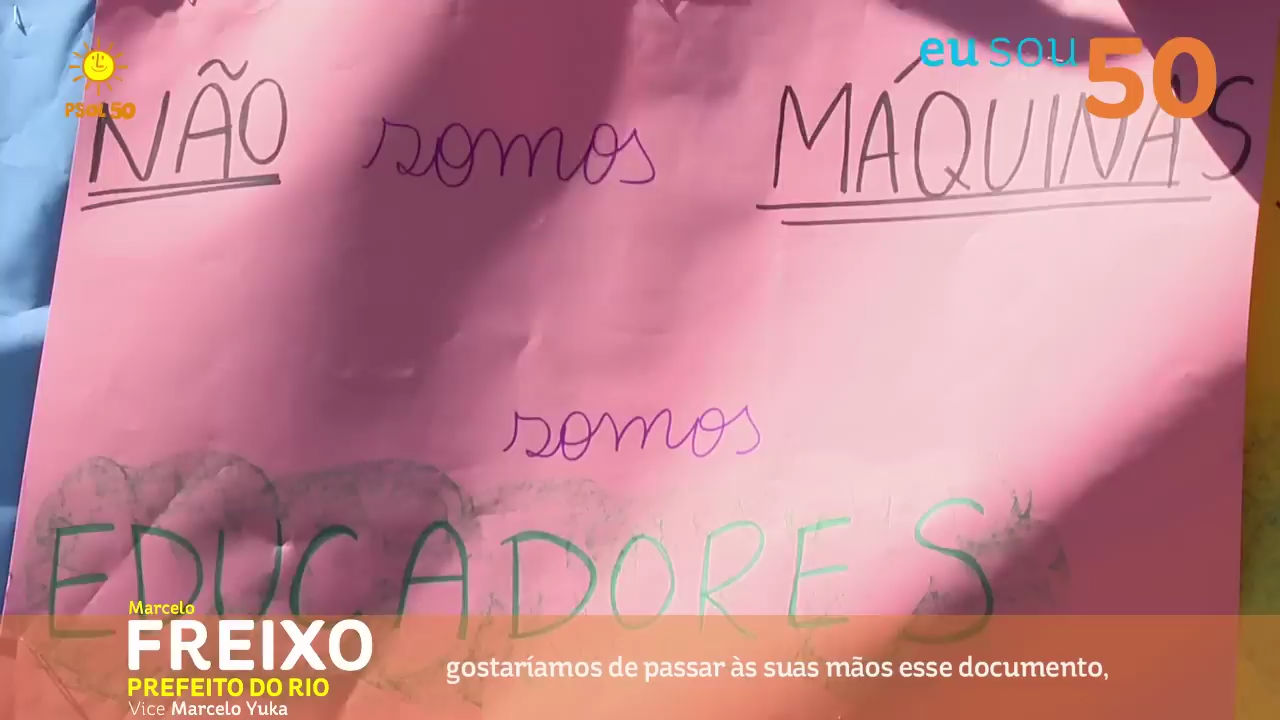 eu sou 50
PSOL 50
NÃO somos MÁQUINAS
somos
EDUCADORES
Marcelo
FREIXO
PREFEITO DO RIO
Vice Marcelo Yuka
gostaríamos de passar às suas mãos esse documento,